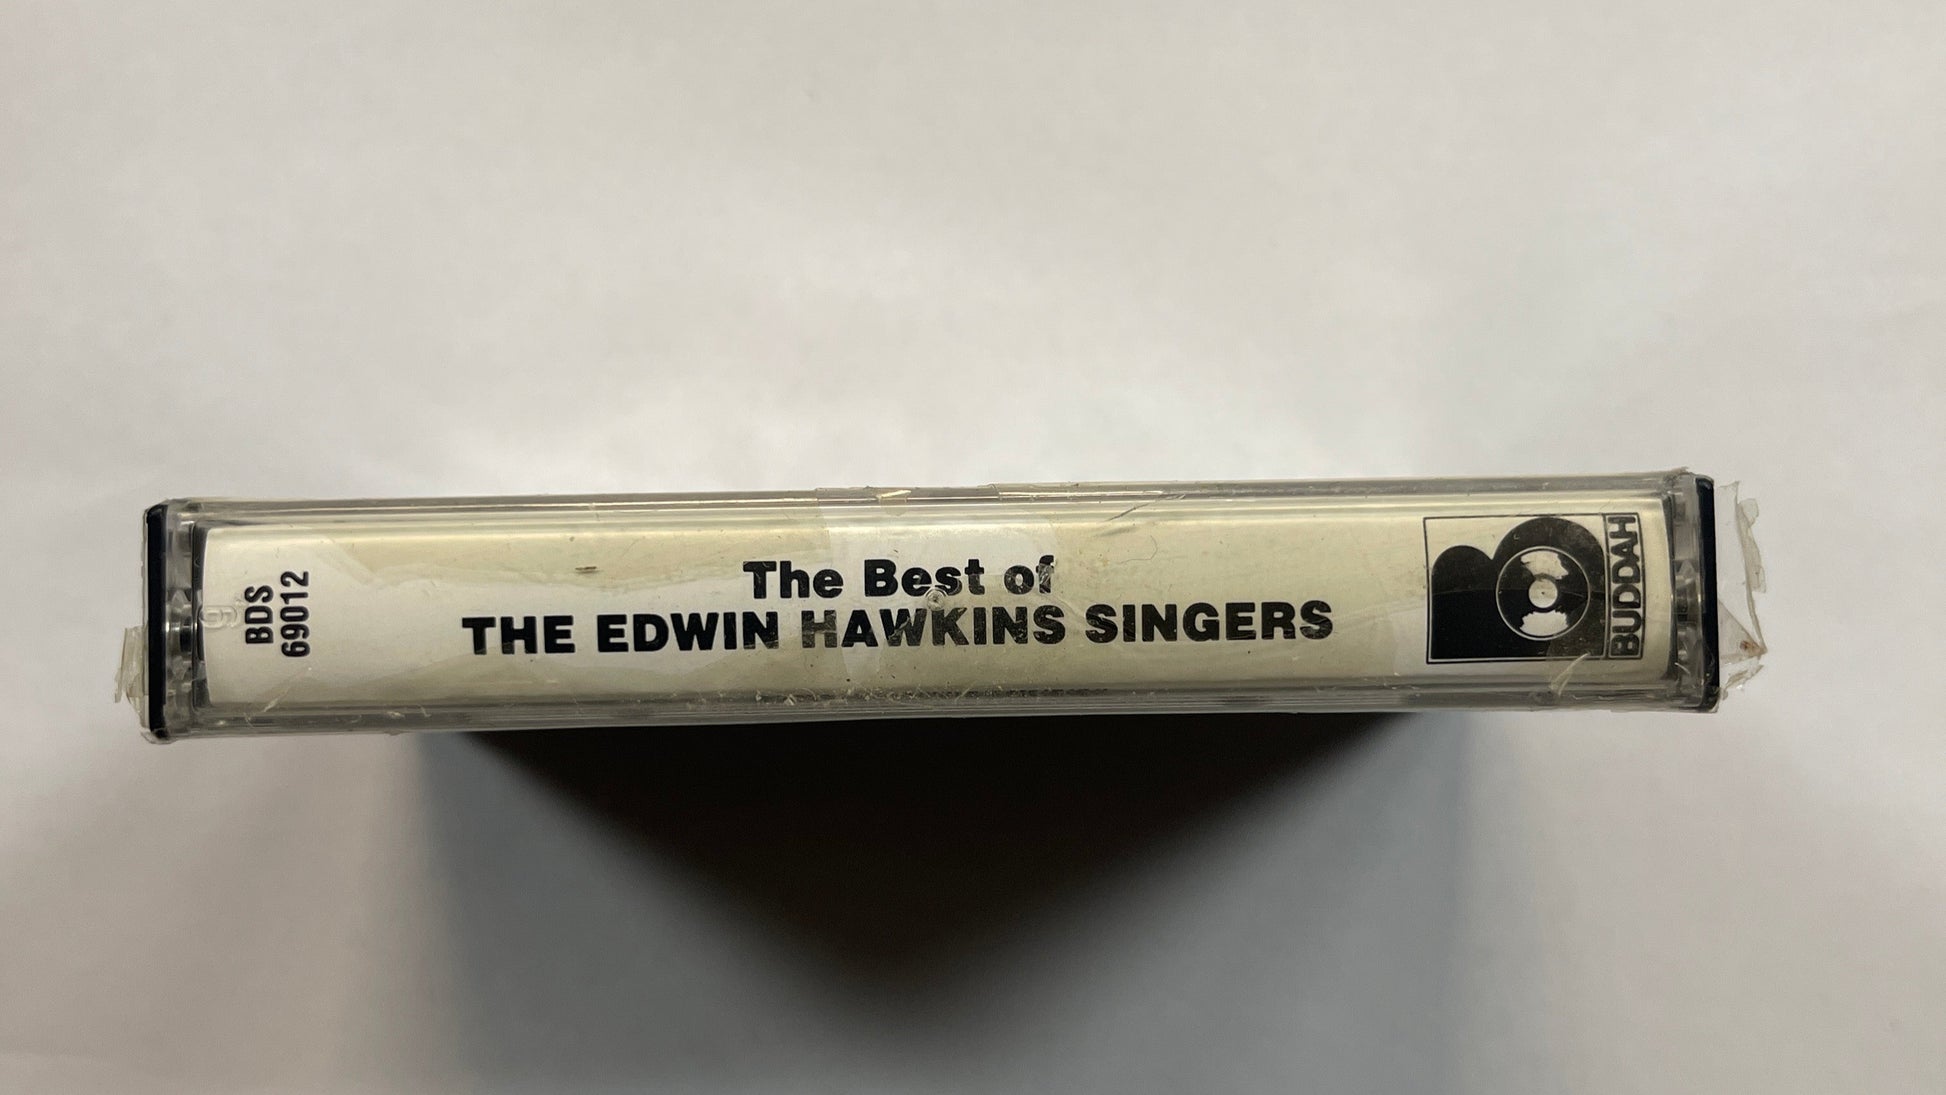 BDS
69012
The Best of
THE EDWIN HAWKINS SINGERS
BUDDAH